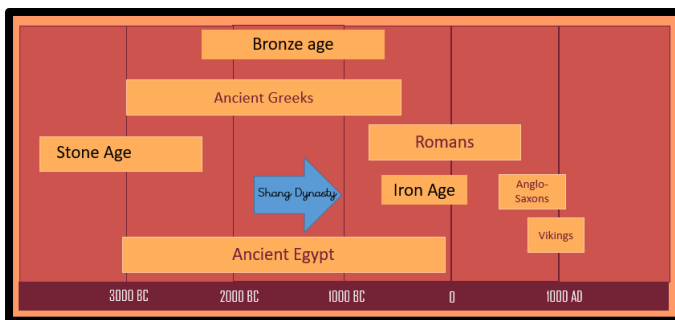 Bronze age
Ancient Greeks
Romans
Stone Age
Shang Dynasty
Iron Age
Anglo-
Saxons
Vikings
Ancient Egypt
3000 BC
2000 BC
1000 BC
0
1000 AD